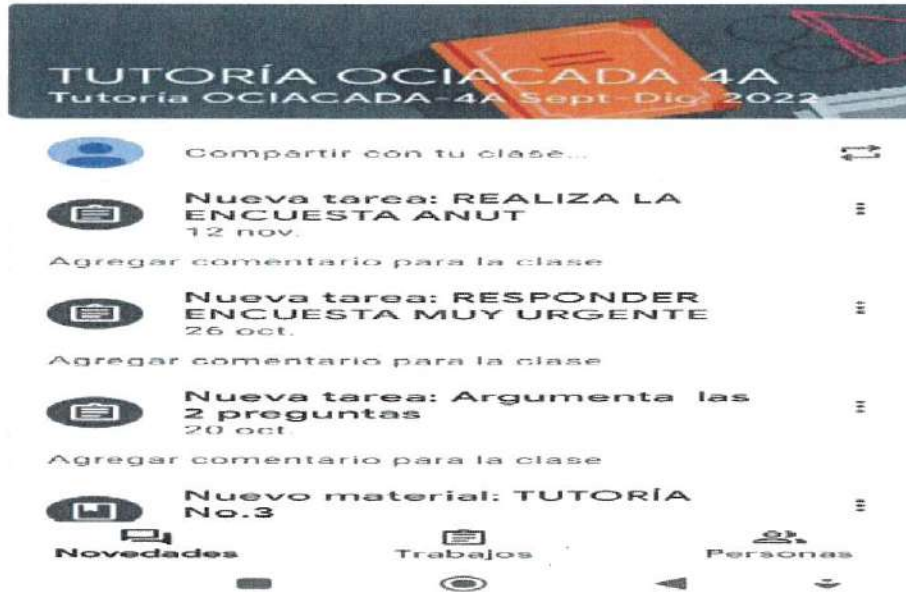 TUTORÍA OCIACADA 4A
Tutoría OCIACADA-4A Sept-Dic. 2022
Compartir con tu clase...
Nueva tarea: REALIZA LA
ENCUESTA ANUT
12 nov.
Agregar comentario para la clase
Nueva tarea: RESPONDER
ENCUESTA MUY URGENTE
26 oct.
Agregar comentario para la clase
Nueva tarea: Argumenta las
2 preguntas
20 oct.
Agregar comentario para la clase
Nuevo material: TUTORÍA
No.3
Novedades
Trabajos
Personas